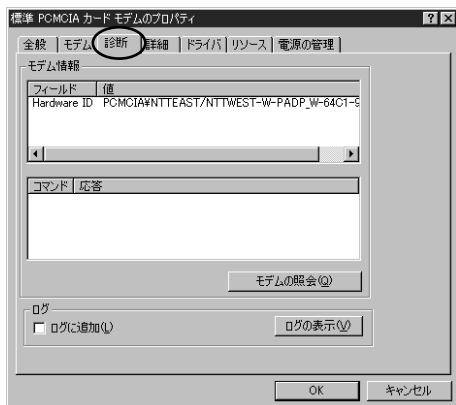 標準 PCMCIA カード モデムのプロパティ
全般 モデム 診断 詳細 ドライバ リソース 電源の管理
モデム情報
フィールド 値
Hardware ID PCMCIA¥NTTEAST/NTTWEST-W-PADP_W-64C1-9
コマンド 応答
モデムの照会(Q)
ログ
ログに追加(L)
ログの表示(V)
OK キャンセル